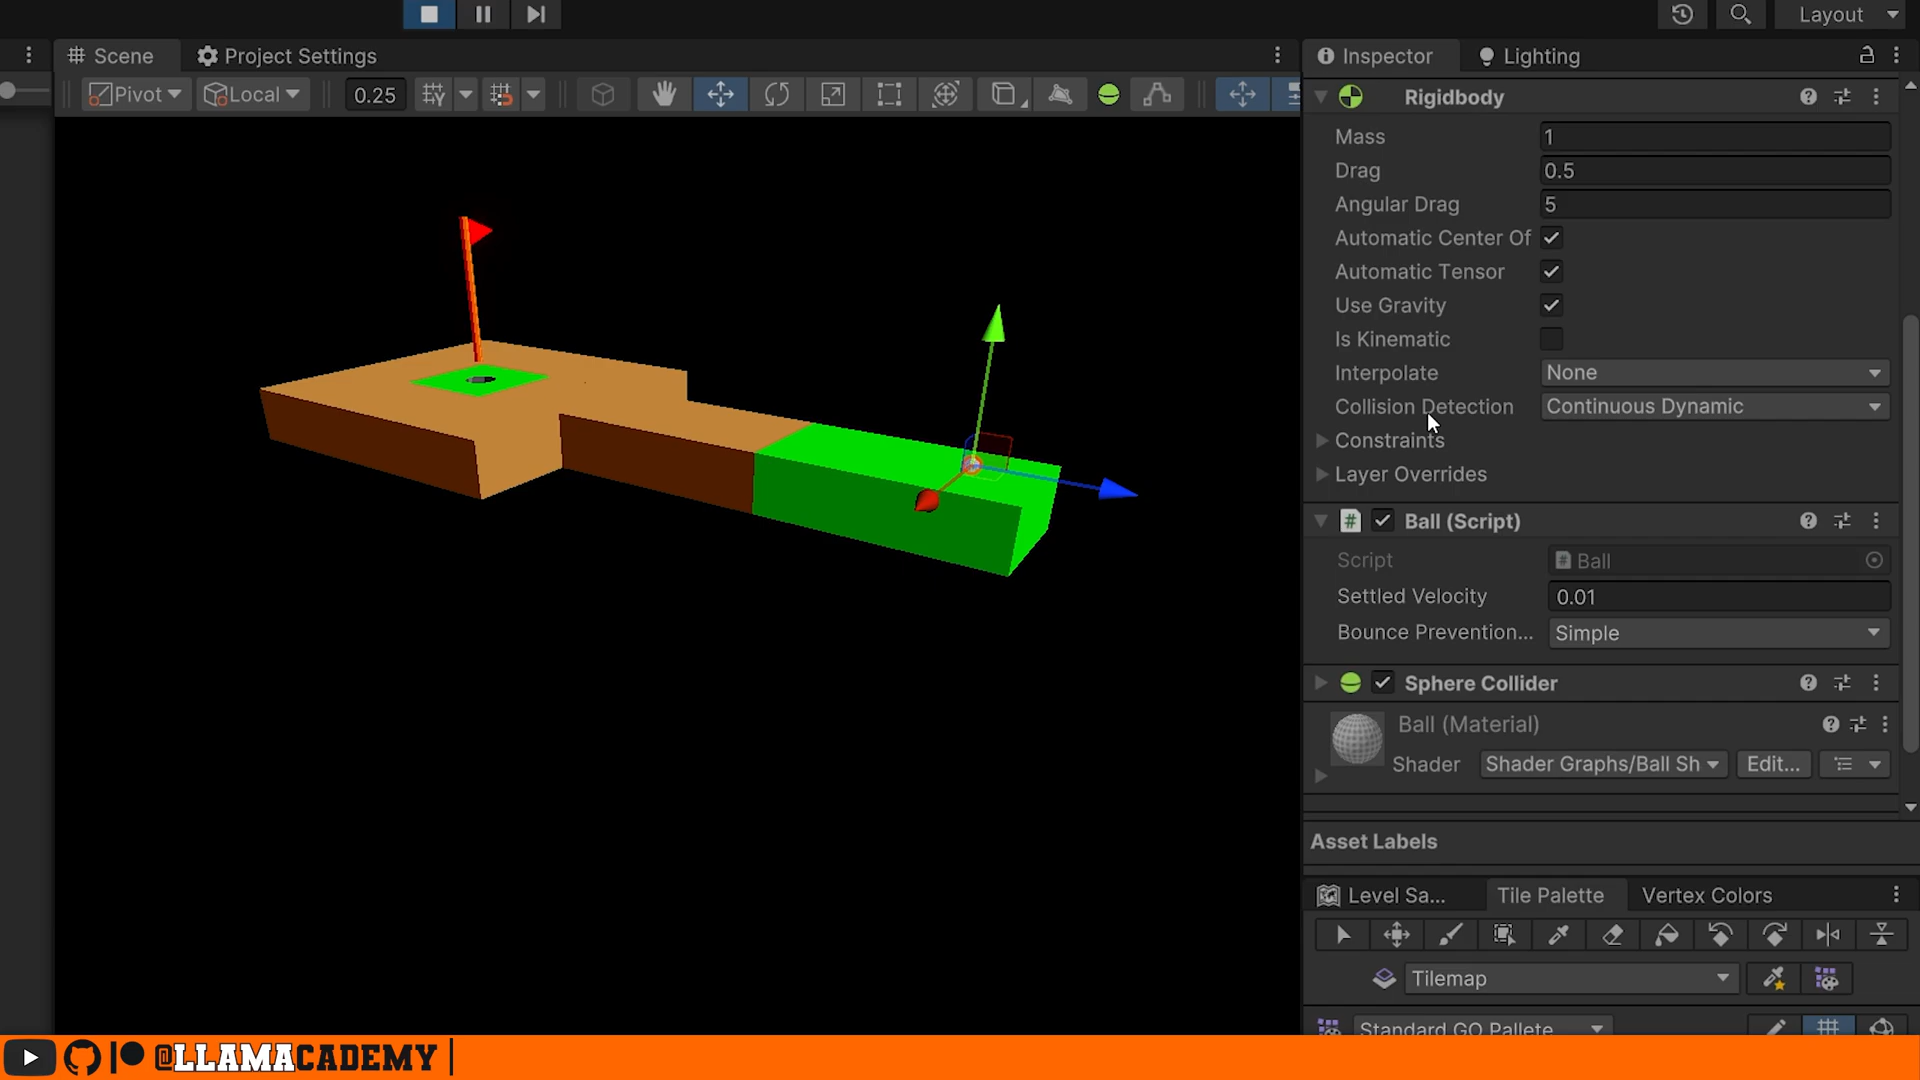 Layout
Scene
Project Settings
Inspector
Lighting
Pivot
Local
0.25
Rigidbody
Mass
1
Drag
0.5
Angular Drag
5
Automatic Center Of
Automatic Tensor
Use Gravity
Is Kinematic
Interpolate
None
Collision Detection
Continuous Dynamic
Constraints
Layer Overrides
# Ball (Script)
Script
Ball
Settled Velocity
0.01
Bounce Prevention...
Simple
Sphere Collider
Ball (Material)
Shader
Shader Graphs/Ball Sh
Edit...
Asset Labels
Level Sa...
Tile Palette
Vertex Colors
Tilemap
Standard GO Pallete
@LLAMACADEMY